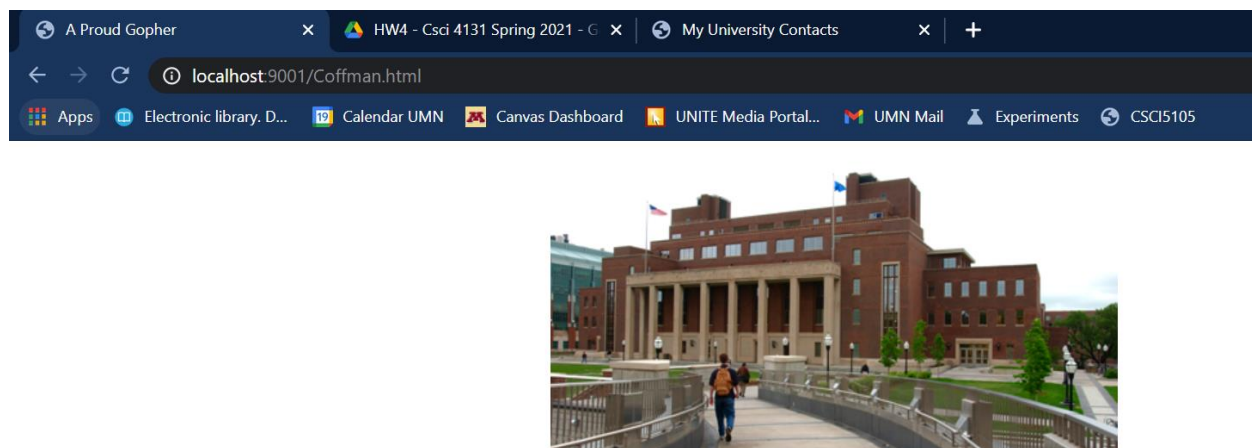 A Proud Gopher
HW4 - Csci 4131 Spring 2021 - G
My University Contacts
localhost:9001/Coffman.html
Apps
Electronic library. D...
19
Calendar UMN
Canvas Dashboard
UNITE Media Portal...
UMN Mail
Experiments
CSCI5105